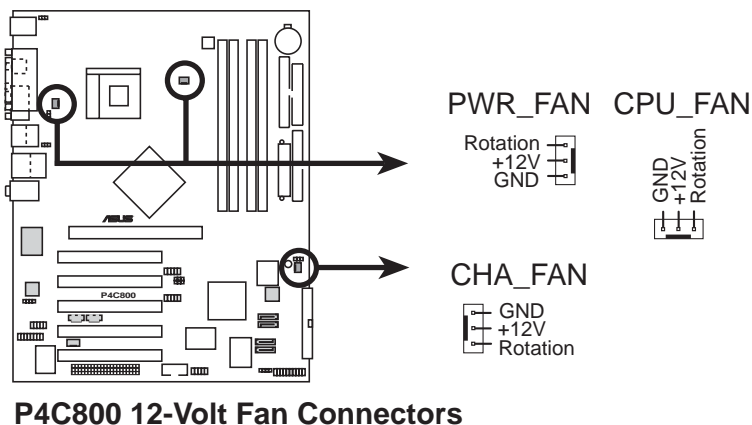 PWR_FAN
CPU_FAN
Rotation
+12V
GND
GND
+12V
Rotation
ASUS
P4C800
CHA_FAN
GND
+12V
Rotation
P4C800 12-Volt Fan Connectors